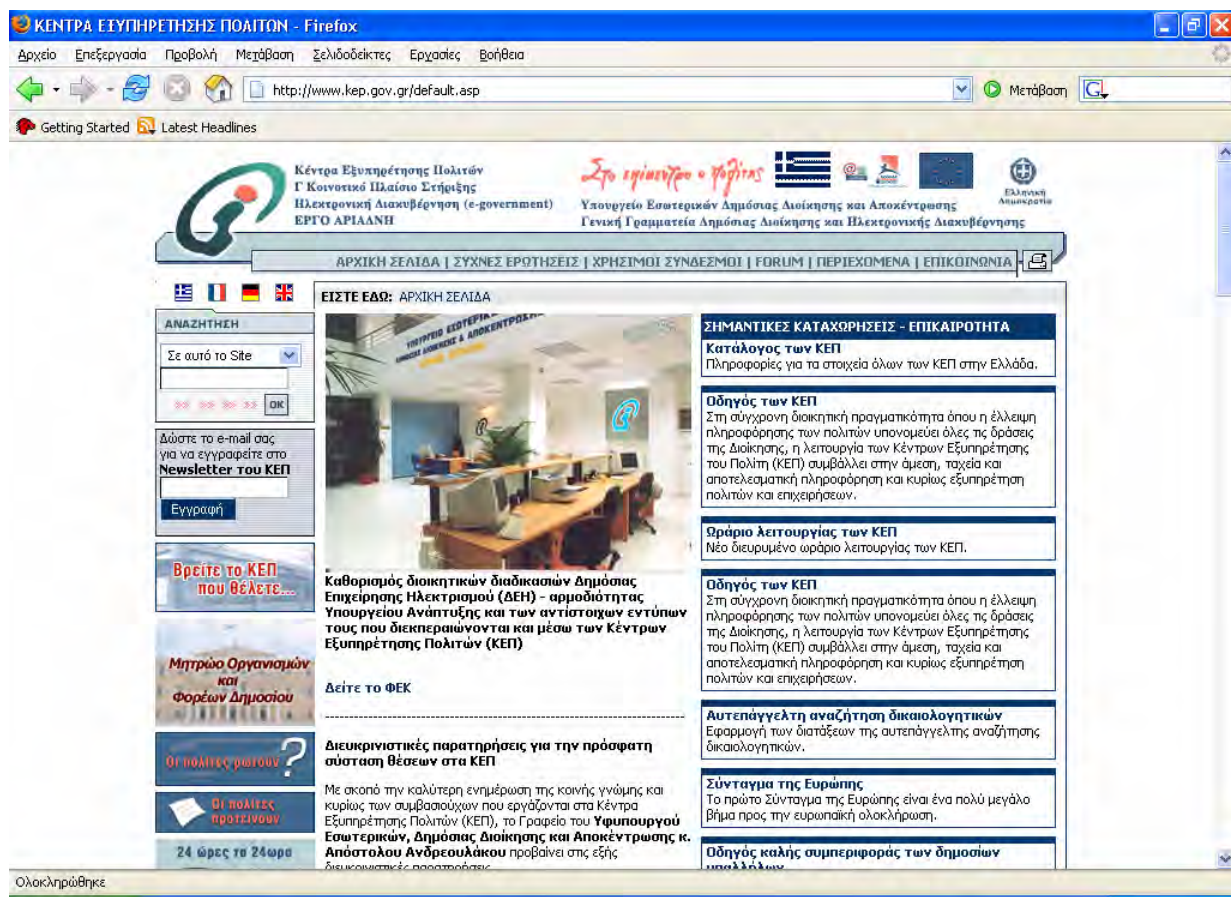 ΚΕΝΤΡΑ ΕΞΥΠΗΡΕΤΗΣΗΣ ΠΟΛΙΤΩΝ - Firefox
Αρχείο Επεξεργασία Προβολή Μετάβαση Σελιδοδείκτες Εργασίες Βοήθεια
http://www.kep.gov.gr/default.asp
Μετάβαση
G
Getting Started Latest Headlines
Κέντρα Εξυπηρέτησης Πολιτών
Γ Κοινοτικό Πλαίσιο Στήριξης
Ηλεκτρονική Διακυβέρνηση (e-government)
ΕΡΓΟ ΑΡΙΑΔΝΗ
Στο επίκεντρο ο πολίτης
Υπουργείο Εσωτερικών Δημόσιας Διοίκησης και Αποκέντρωσης
Γενική Γραμματεία Δημόσιας Διοίκησης και Ηλεκτρονικής Διακυβέρνησης
Ελληνική
Δημοκρατία
ΑΡΧΙΚΗ ΣΕΛΙΔΑ | ΣΥΧΝΕΣ ΕΡΩΤΗΣΕΙΣ | ΧΡΗΣΙΜΟΙ ΣΥΝΔΕΣΜΟΙ | FORUM | ΠΕΡΙΕΧΟΜΕΝΑ | ΕΠΙΚΟΙΝΩΝΙΑ
ΕΙΣΤΕ ΕΔΩ: ΑΡΧΙΚΗ ΣΕΛΙΔΑ
ΑΝΑΖΗΤΗΣΗ
Σε αυτό το Site
>> >> >> >> OK
Δώστε το e-mail σας
για να εγγραφείτε στο
Newsletter του ΚΕΠ
Εγγραφή
Βρείτε το ΚΕΠ
που θέλετε...
Μητρώο Οργανισμών
και
Φορέων Δημοσίου
Οι πολίτες ρωτούν ?
Οι πολίτες
προτείνουν
24 ώρες το 24ωρο
ΥΠΟΥΡΓΕΙΟ ΕΣΩΤΕΡΙΚΩΝ
ΔΗΜΟΣΙΑΣ ΔΙΟΙΚΗΣΗΣ & ΑΠΟΚΕΝΤΡΩΣΗΣ
Καθορισμός διοικητικών διαδικασιών Δημόσιας
Επιχείρησης Ηλεκτρισμού (ΔΕΗ) - αρμοδιότητας
Υπουργείου Ανάπτυξης και των αντίστοιχων εντύπων
τους που διεκπεραιώνονται και μέσω των Κέντρων
Εξυπηρέτησης Πολιτών (ΚΕΠ)
Δείτε το ΦΕΚ
Διευκρινιστικές παρατηρήσεις για την πρόσφατη
σύσταση θέσεων στα ΚΕΠ
Με σκοπό την καλύτερη ενημέρωση της κοινής γνώμης και
κυρίως των συμβασιούχων που εργάζονται στα Κέντρα
Εξυπηρέτησης Πολιτών (ΚΕΠ), το Γραφείο του Υφυπουργού
Εσωτερικών, Δημόσιας Διοίκησης και Αποκέντρωσης κ.
Απόστολου Ανδρεουλάκου προβαίνει στις εξής
διευκρινιστικές παρατηρήσεις
ΣΗΜΑΝΤΙΚΕΣ ΚΑΤΑΧΩΡΗΣΕΙΣ - ΕΠΙΚΑΙΡΟΤΗΤΑ
Κατάλογος των ΚΕΠ
Πληροφορίες για τα στοιχεία όλων των ΚΕΠ στην Ελλάδα.
Οδηγός των ΚΕΠ
Στη σύγχρονη διοικητική πραγματικότητα όπου η έλλειψη
πληροφόρησης των πολιτών υπονομεύει όλες τις δράσεις
της Διοίκησης, η λειτουργία των Κέντρων Εξυπηρέτησης
του Πολίτη (ΚΕΠ) συμβάλλει στην άμεση, ταχεία και
αποτελεσματική πληροφόρηση και κυρίως εξυπηρέτηση
πολιτών και επιχειρήσεων.
Ωράριο λειτουργίας των ΚΕΠ
Νέο διευρυμένο ωράριο λειτουργίας των ΚΕΠ.
Οδηγός των ΚΕΠ
Στη σύγχρονη διοικητική πραγματικότητα όπου η έλλειψη
πληροφόρησης των πολιτών υπονομεύει όλες τις δράσεις
της Διοίκησης, η λειτουργία των Κέντρων Εξυπηρέτησης
του Πολίτη (ΚΕΠ) συμβάλλει στην άμεση, ταχεία και
αποτελεσματική πληροφόρηση και κυρίως εξυπηρέτηση
πολιτών και επιχειρήσεων.
Αυτεπάγγελτη αναζήτηση δικαιολογητικών
Εφαρμογή των διατάξεων της αυτεπάγγελτης αναζήτησης
δικαιολογητικών.
Σύνταγμα της Ευρώπης
Το πρώτο Σύνταγμα της Ευρώπης είναι ένα πολύ μεγάλο
βήμα προς την ευρωπαϊκή ολοκλήρωση.
Οδηγός καλής συμπεριφοράς των δημοσίων
υπαλλήλων
Ολοκληρώθηκε